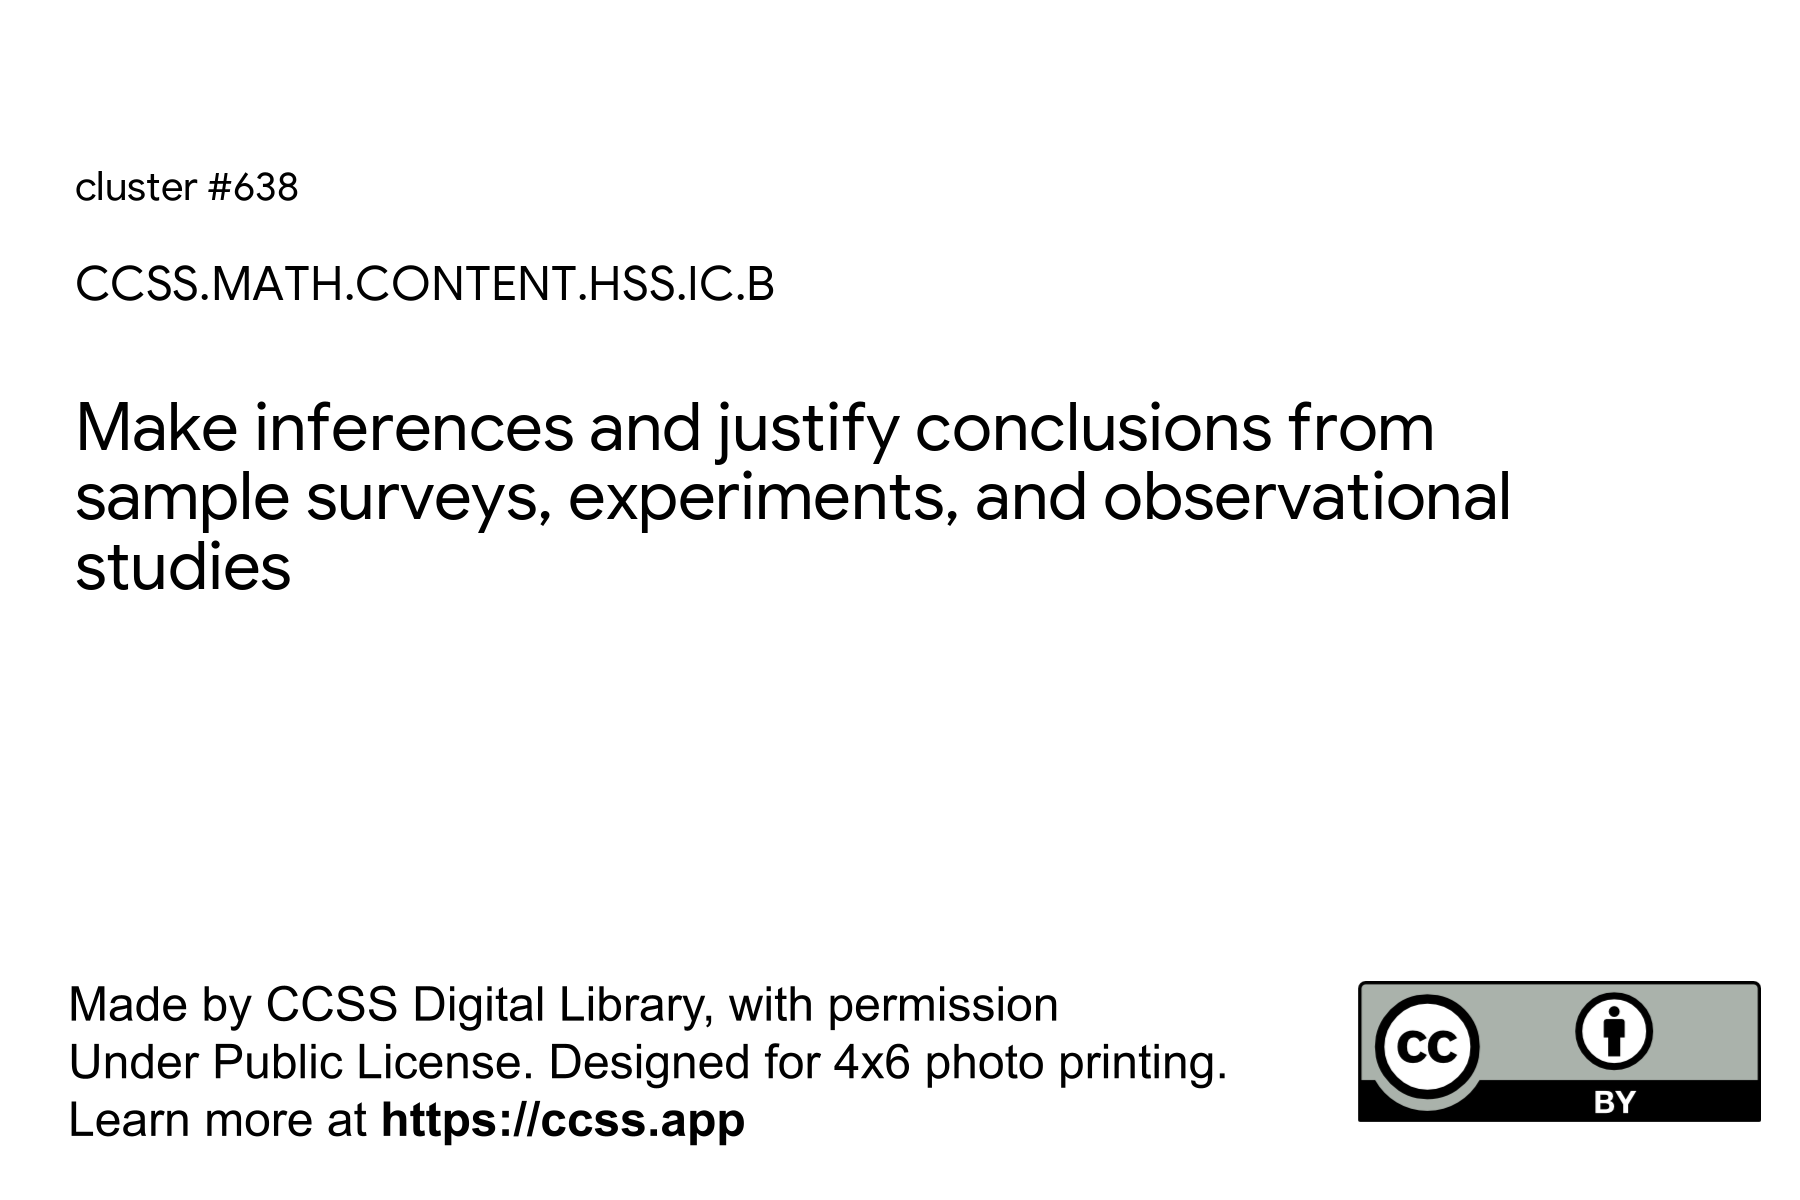 cluster #638
CCSS.MATH.CONTENT.HSS.IC.B
Make inferences and justify conclusions from
sample surveys, experiments, and observational
studies
Made by CCSS Digital Library, with permission
Under Public License. Designed for 4x6 photo printing.
Learn more at https://ccss.app
CC
BY